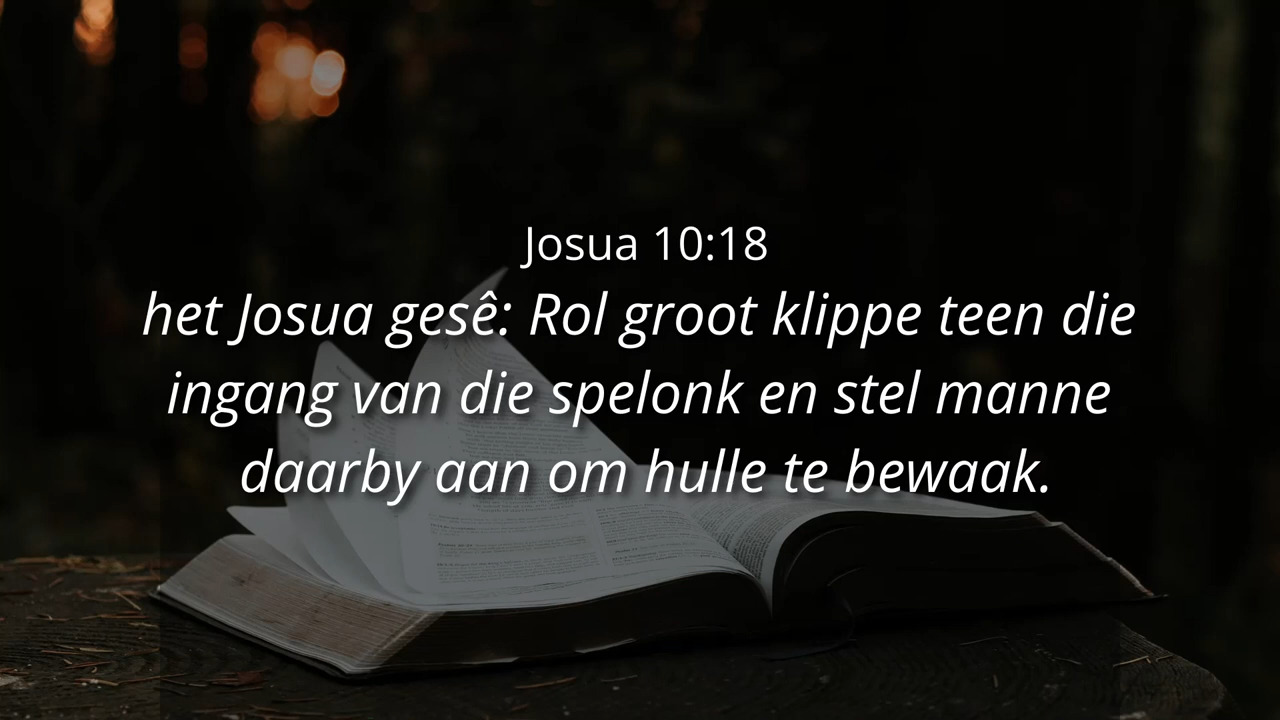 Josua 10:18
het Josua gesê: Rol groot klippe teen die
ingang van die spelonk en stel manne
daarby aan om hulle te bewaak.